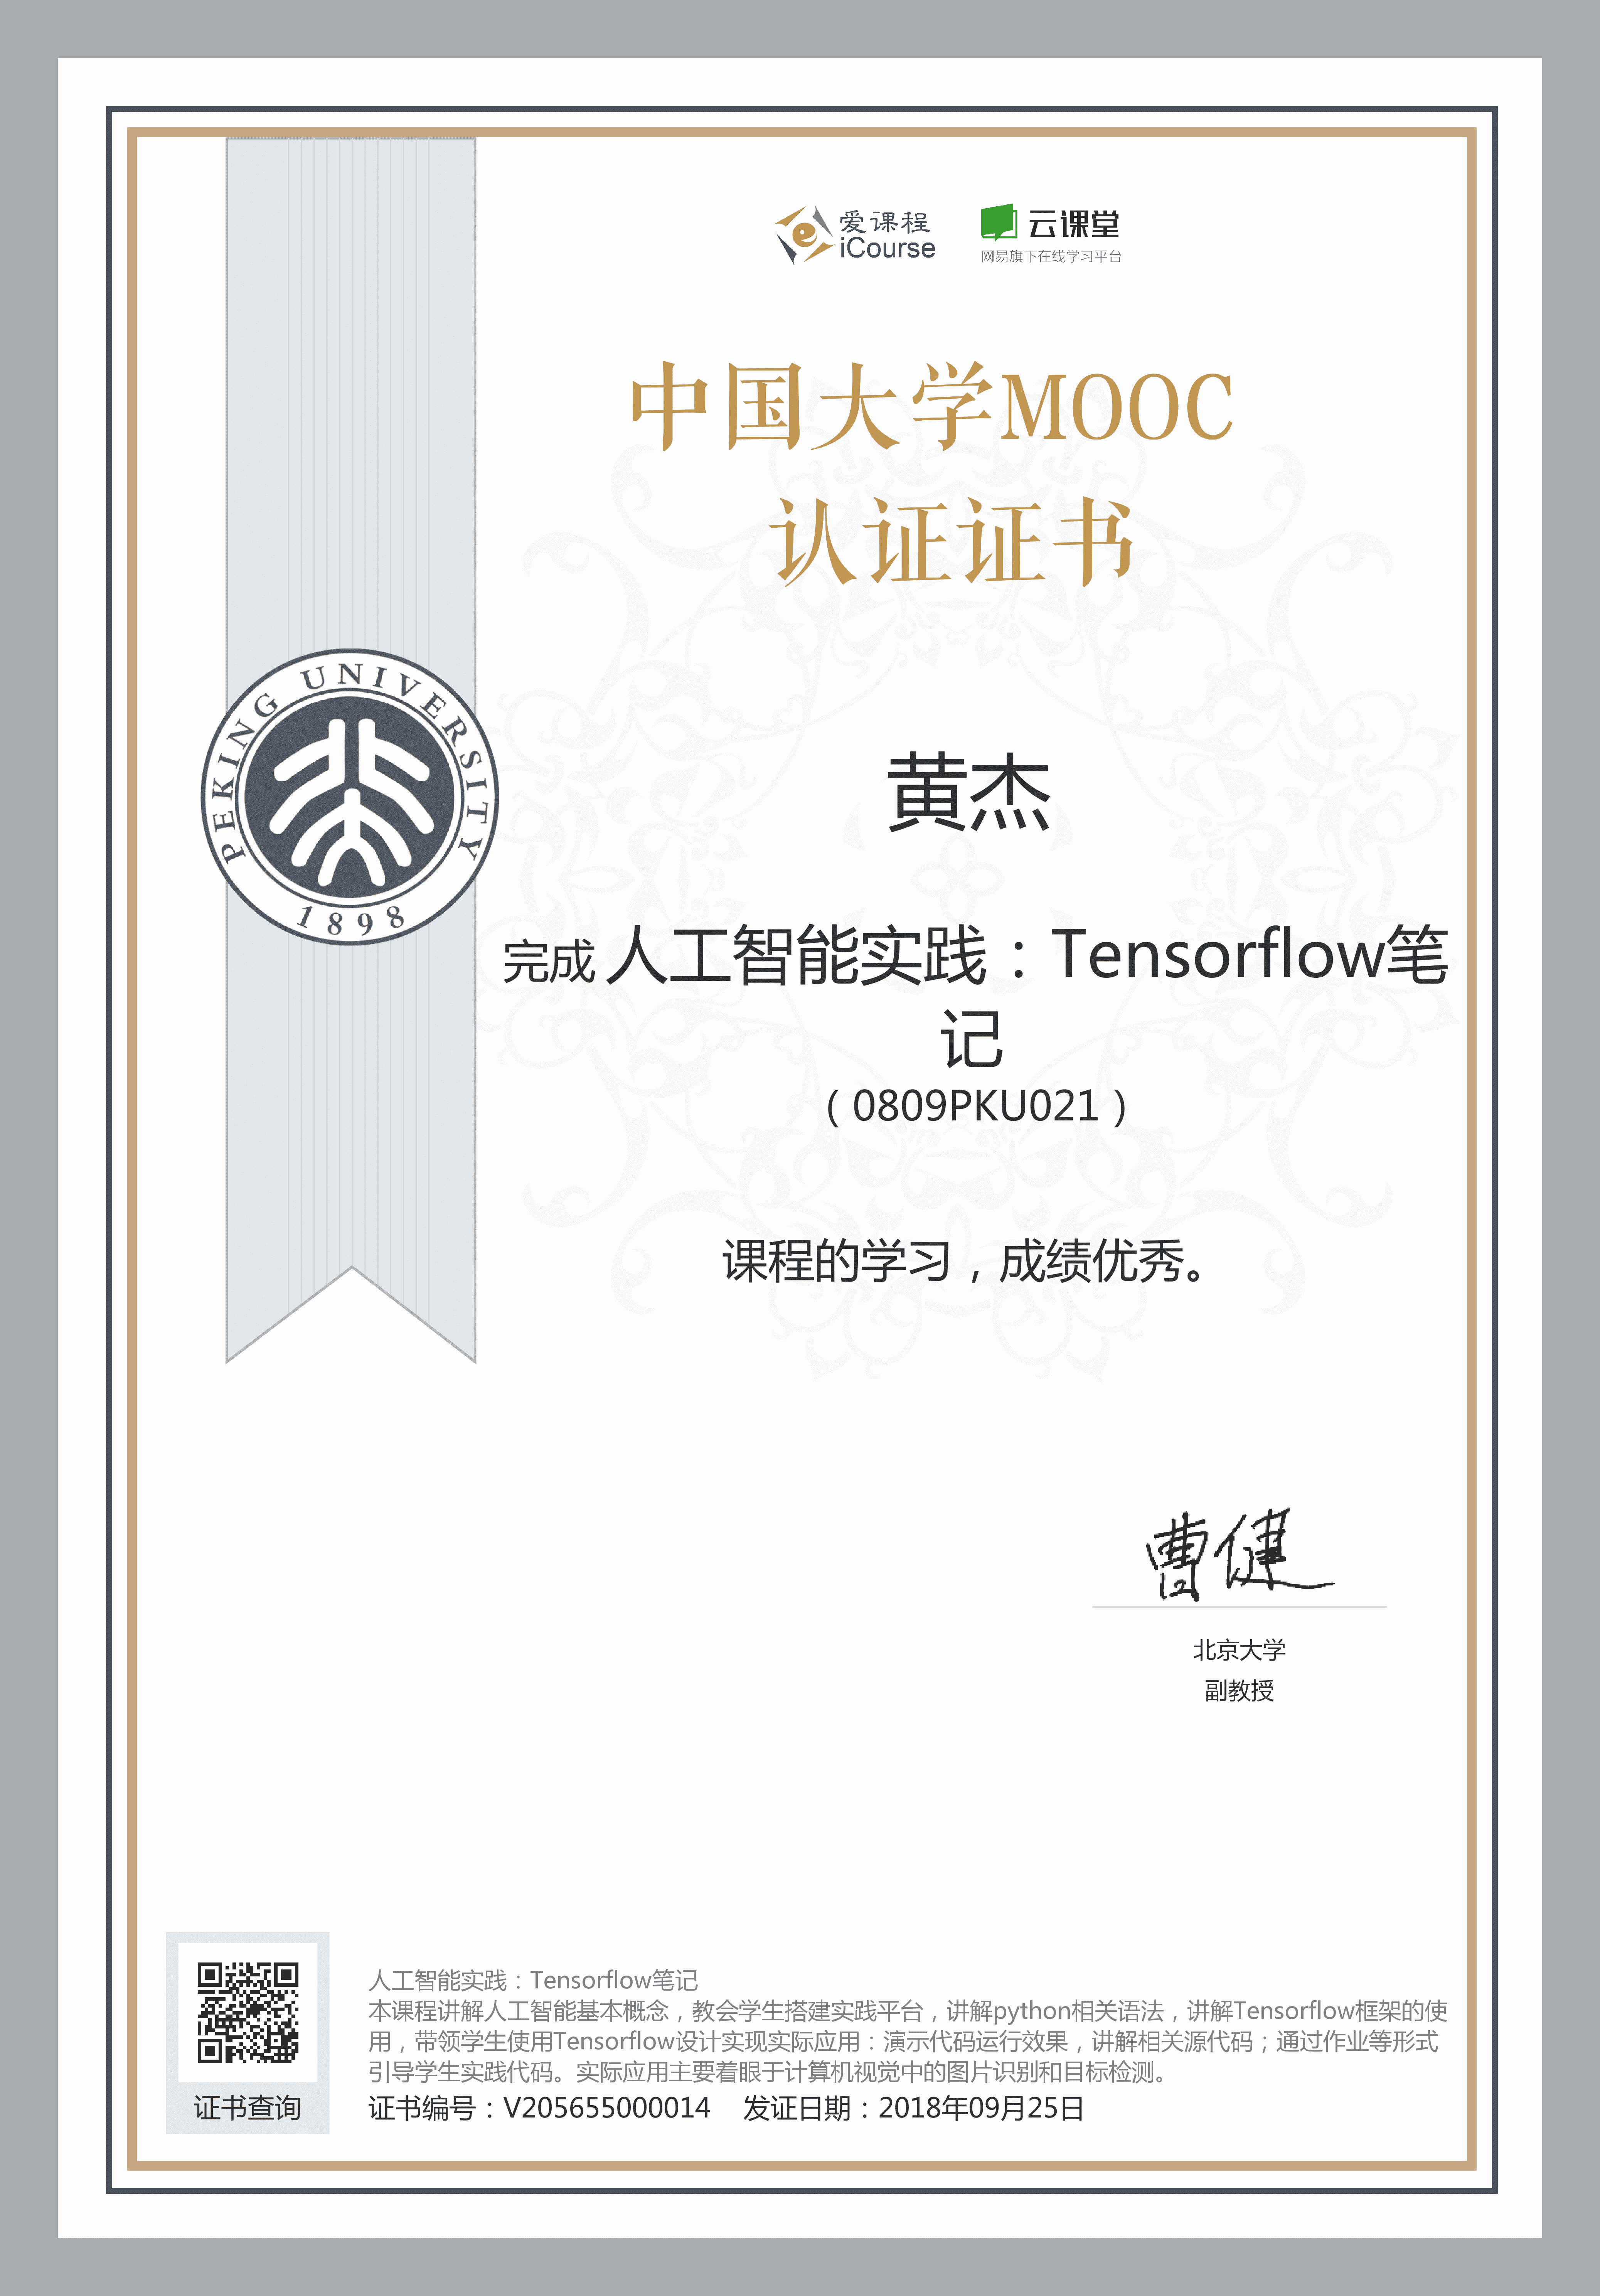 爱课程
iCourse
云课堂
网易旗下在线学习平台
中国大学MOOC
认证证书
PEKING UNIVERSITY
1898
黄杰
完成 人工智能实践：Tensorflow笔
记
（0809PKU021）
课程的学习，成绩优秀。
曹健
北京大学
副教授
人工智能实践：Tensorflow笔记
本课程讲解人工智能基本概念，教会学生搭建实践平台，讲解python相关语法，讲解Tensorflow框架的使
用，带领学生使用Tensorflow设计实现实际应用：演示代码运行效果，讲解相关源代码；通过作业等形式
引导学生实践代码。实际应用主要着眼于计算机视觉中的图片识别和目标检测。
证书查询
证书编号：V205655000014 发证日期：2018年09月25日